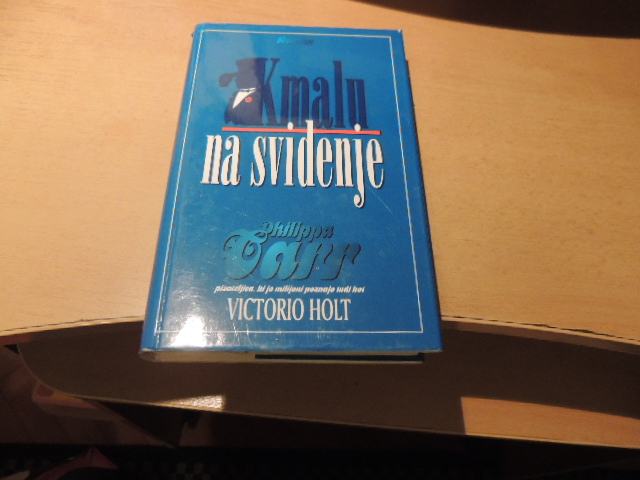 Kmalu
na svidenje
Philippa
Carr
pisateljica, ki jo milijoni poznajo tudi kot
VICTORIO HOLT